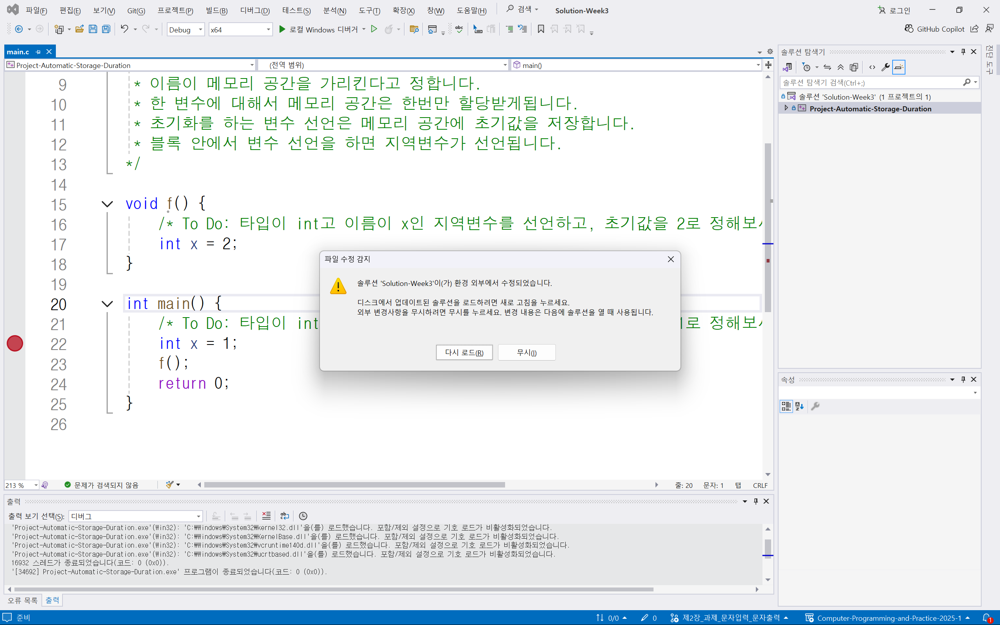 파일(F) 편집(E) 보기(V) Git(G) 프로젝트(P) 빌드(B) 디버그(D) 테스트(S) 분석(N) 도구(T) 확장(X) 창(W) 도움말(H) 검색 Solution-Week3 로그인
Debug x64 로컬 Windows 디버거 GitHub Copilot
main.c
Project-Automatic-Storage-Duration (전역 범위) main()
9 * 이름이 메모리 공간을 가리킨다고 정합니다.
10 * 한 변수에 대해서 메모리 공간은 한번만 할당받게됩니다.
11 * 초기화를 하는 변수 선언은 메모리 공간에 초기값을 저장합니다.
12 * 블록 안에서 변수 선언을 하면 지역변수가 선언됩니다.
13 */
14
15 void f() {
16 /* To Do: 타입이 int고 이름이 x인 지역변수를 선언하고, 초기값을 2로 정해보
17 int x = 2;
18 }
19
20 int main() {
21 /* To Do: 타입이 int 1로 정해보
22 int x = 1;
23 f();
24 return 0;
25 }
26
파일 수정 감지
솔루션 'Solution-Week3'이(가) 환경 외부에서 수정되었습니다.
디스크에서 업데이트된 솔루션을 로드하려면 새로 고침을 누르세요.
외부 변경사항을 무시하려면 무시를 누르세요. 변경 내용은 다음에 솔루션을 열 때 사용됩니다.
다시 로드(R) 무시(I)
213 % 문제가 검색되지 않음 줄: 20 문자: 1 탭 CRLF
출력
출력 보기 선택(S): 디버그
'Project-Automatic-Storage-Duration.exe'(Win32): 'C:₩Windows₩System32₩kernel32.dll'을(를) 로드했습니다. 포함/제외 설정으로 기호 로드가 비활성화되었습니다.
'Project-Automatic-Storage-Duration.exe'(Win32): 'C:₩Windows₩System32₩KernelBase.dll'을(를) 로드했습니다. 포함/제외 설정으로 기호 로드가 비활성화되었습니다.
'Project-Automatic-Storage-Duration.exe'(Win32): 'C:₩Windows₩System32₩vcruntime140d.dll'을(를) 로드했습니다. 포함/제외 설정으로 기호 로드가 비활성화되었습니다.
'Project-Automatic-Storage-Duration.exe'(Win32): 'C:₩Windows₩System32₩ucrtbased.dll'을(를) 로드했습니다. 포함/제외 설정으로 기호 로드가 비활성화되었습니다.
16932 스레드가 종료되었습니다(코드: 0 (0x0)).
'[34692] Project-Automatic-Storage-Duration.exe' 프로그램이 종료되었습니다(코드: 0 (0x0)).
오류 목록 출력
솔루션 탐색기
솔루션 탐색기 검색(Ctrl+;)
솔루션 'Solution-Week3' (1 프로젝트의 1)
Project-Automatic-Storage-Duration
속성
진단 도구
준비 0/0 0 제2장_과제_문자입력_문자출력 Computer-Programming-and-Practice-2025-1 1